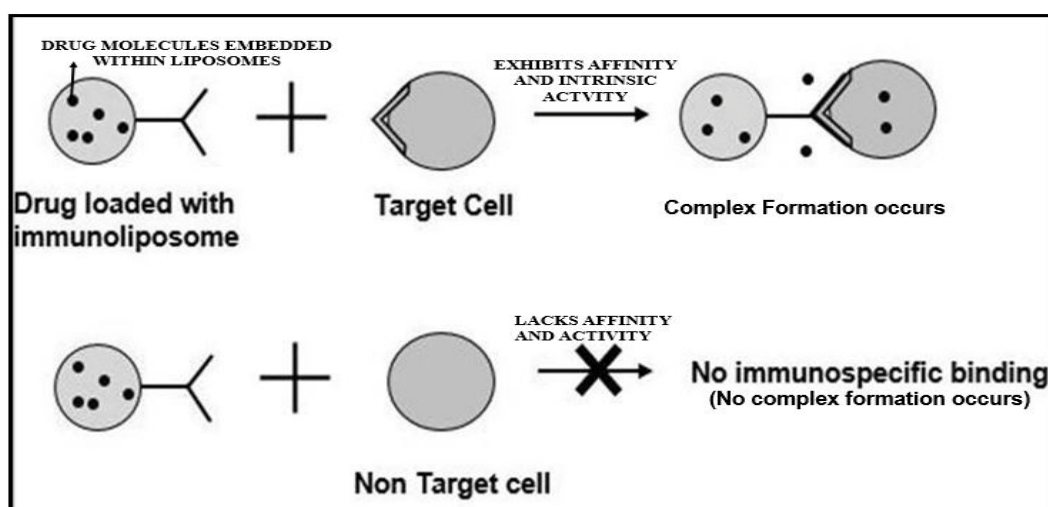 DRUG MOLECULES EMBEDDED
WITHIN LIPOSOMES
EXHIBITS AFFINITY
AND INTRINSIC
ACTVITY
Drug loaded with
immunoliposome
Target Cell
Complex Formation occurs
LACKS AFFINITY
AND ACTIVITY
No immunospecific binding
(No complex formation occurs)
Non Target cell